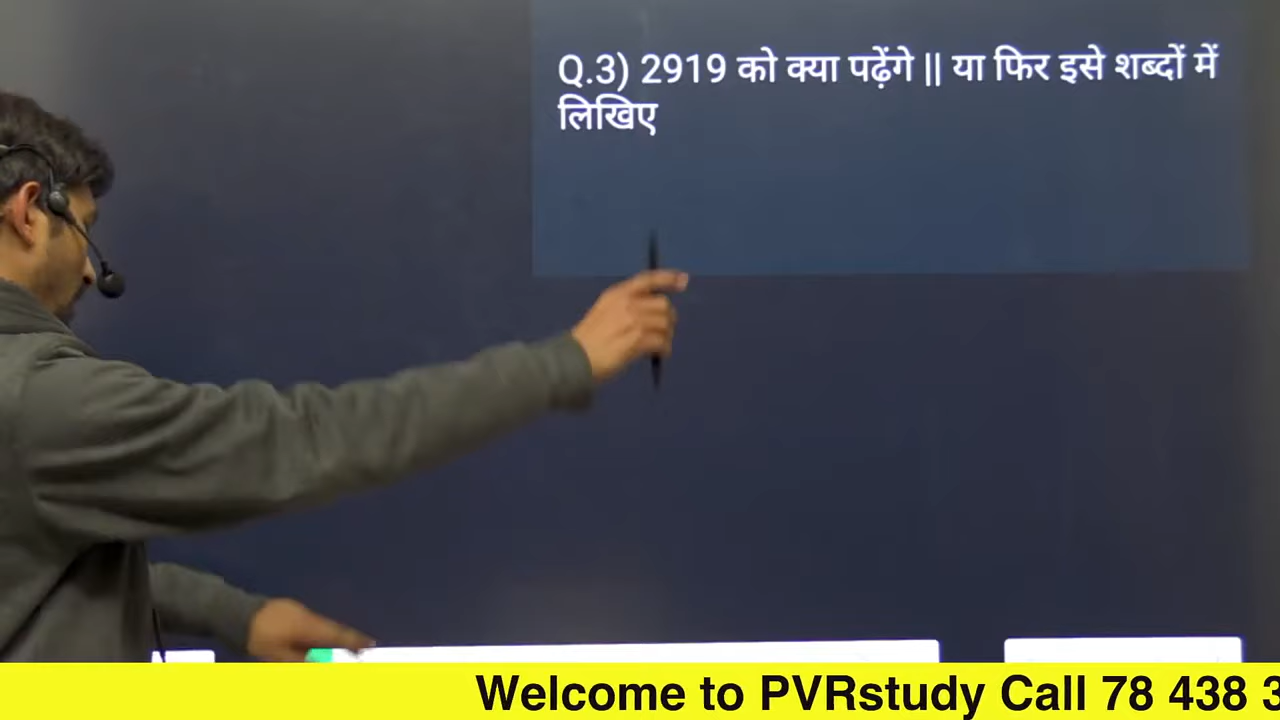 Q.3) 2919 को क्या पढ़ेंगे || या फिर इसे शब्दों में
लिखिए
Welcome to PVRstudy Call 78 438